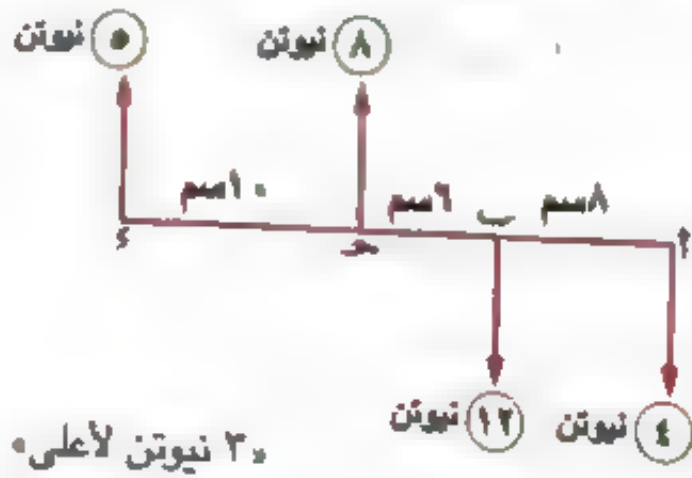 ٨ نيوتن ٥ نيوتن
٨سم ٦سم ١٠سم
أ ب حـ ء
٤ نيوتن ١٢ نيوتن
«٣ نيوتن لأعلى»